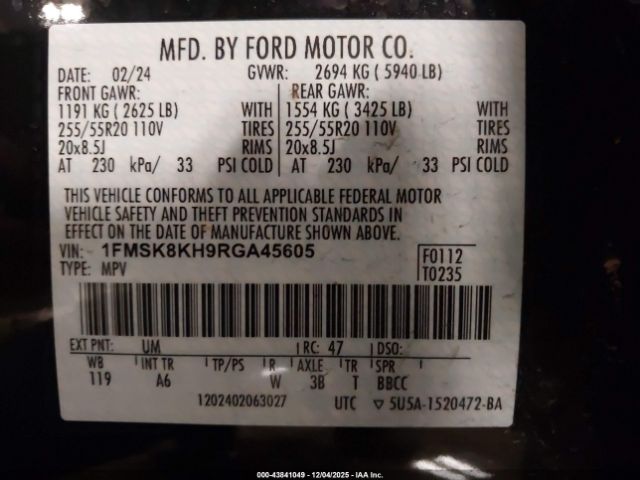 MFD. BY FORD MOTOR CO.
DATE: 02/24 GVWR: 2694 KG ( 5940 LB)
FRONT GAWR: REAR GAWR:
1191 KG ( 2625 LB) WITH 1554 KG ( 3425 LB) WITH
255/55R20 110V TIRES 255/55R20 110V TIRES
20x8.5J RIMS 20x8.5J RIMS
AT 230 kPa/ 33 PSI COLD AT 230 kPa/ 33 PSI COLD
THIS VEHICLE CONFORMS TO ALL APPLICABLE FEDERAL MOTOR
VEHICLE SAFETY AND THEFT PREVENTION STANDARDS IN
EFFECT ON THE DATE OF MANUFACTURE SHOWN ABOVE.
VIN: 1FMSK8KH9RGA45605 F0112
TYPE: MPV T0235
EXT PNT: UM RC: 47 DSO:
WB INT TR TP/PS R AXLE TR SPR
119 A6 W 3B T BBCC
1202402063027 UTC ▽ 5U5A-1520472-BA
000-43841049 - 12/04/2025 - IAA Inc.